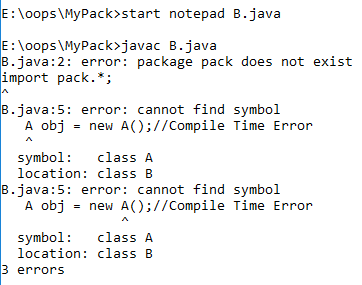 E:\oops\MyPack>start notepad B.java
E:\oops\MyPack>javac B.java
B.java:2: error: package pack does not exist
import pack.*;
^
B.java:5: error: cannot find symbol
   A obj = new A();//Compile Time Error
   ^
  symbol:   class A
  location: class B
B.java:5: error: cannot find symbol
   A obj = new A();//Compile Time Error
               ^
  symbol:   class A
  location: class B
3 errors